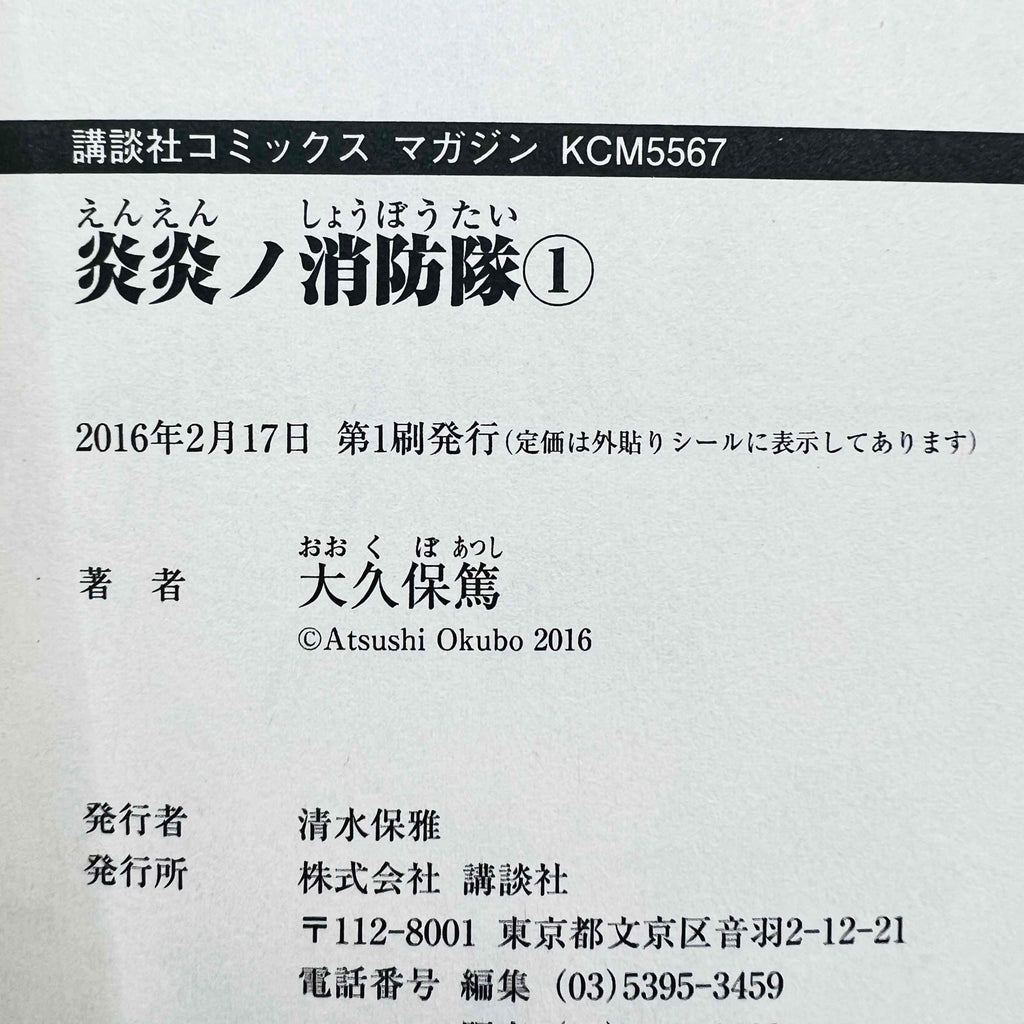 講談社コミックス マガジン KCM5567
えんえん しょうぼうたい
炎炎ノ消防隊①
2016年2月17日 第1刷発行(定価は外貼りシールに表示してあります)
おおくぼあつし
著者 大久保篤
©Atsushi Okubo 2016
発行者 清水保雅
発行所 株式会社 講談社
〒112-8001 東京都文京区音羽2-12-21
電話番号 編集 (03)5395-3459